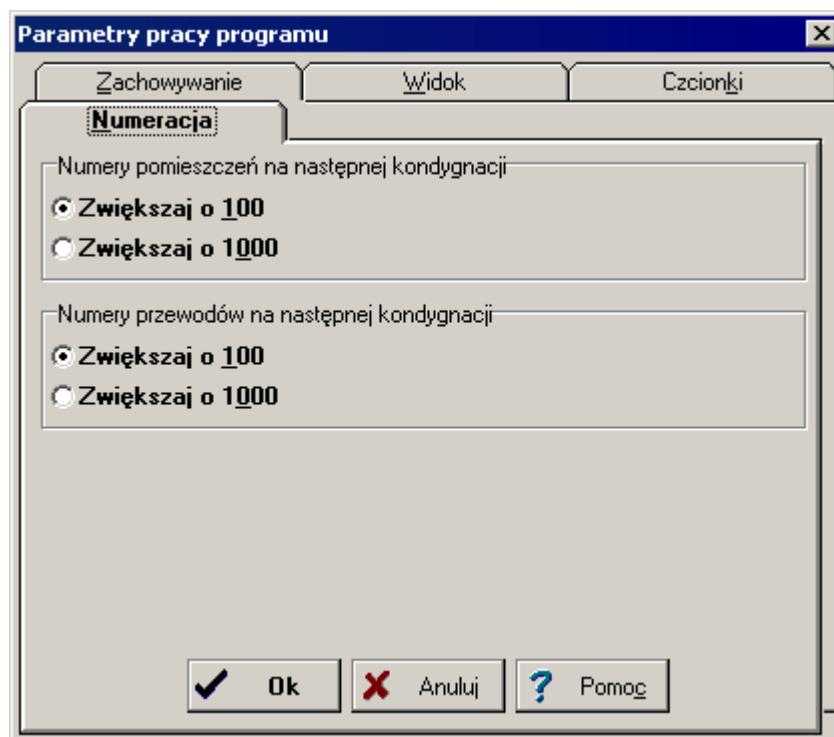 Parametry pracy programu
Zachowywanie Widok Czcionki
Numeracja
Numery pomieszczeń na następnej kondygnacji
Zwiększaj o 100
Zwiększaj o 1000
Numery przewodów na następnej kondygnacji
Zwiększaj o 100
Zwiększaj o 1000
Ok Anuluj ? Pomoc